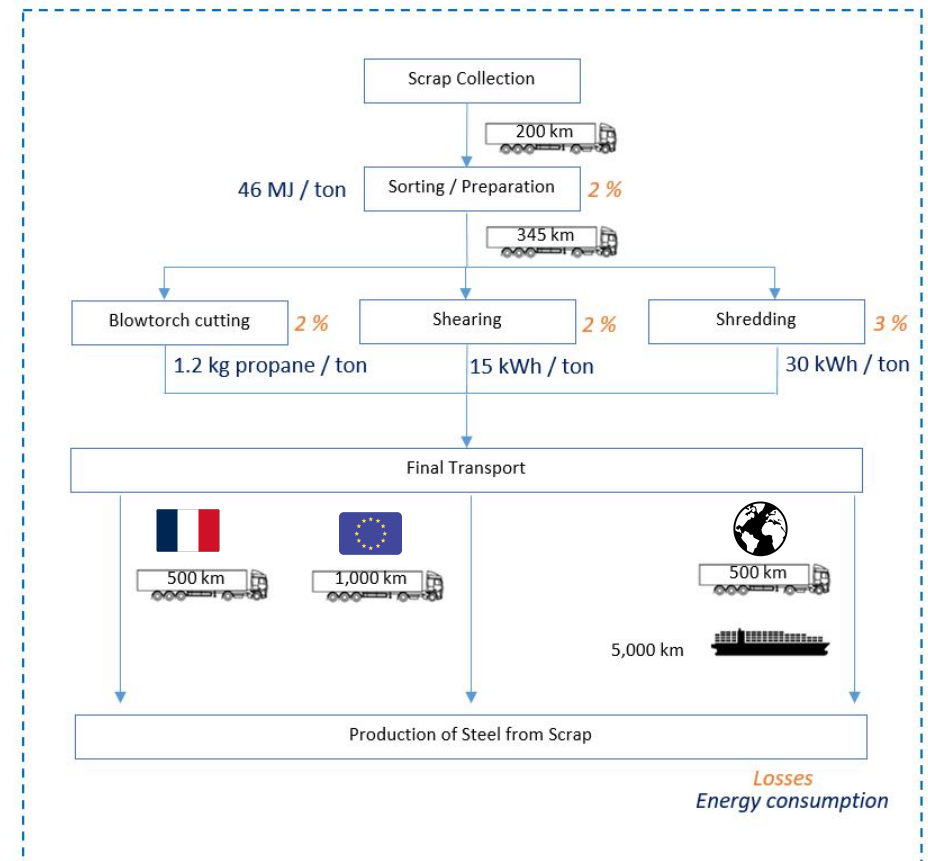 Scrap Collection
200 km
46 MJ / ton
Sorting / Preparation
2 %
345 km
Blowtorch cutting
2 %
Shearing
2 %
Shredding
3 %
1.2 kg propane / ton
15 kWh / ton
30 kWh / ton
Final Transport
500 km
1,000 km
500 km
5,000 km
Production of Steel from Scrap
Losses
Energy consumption